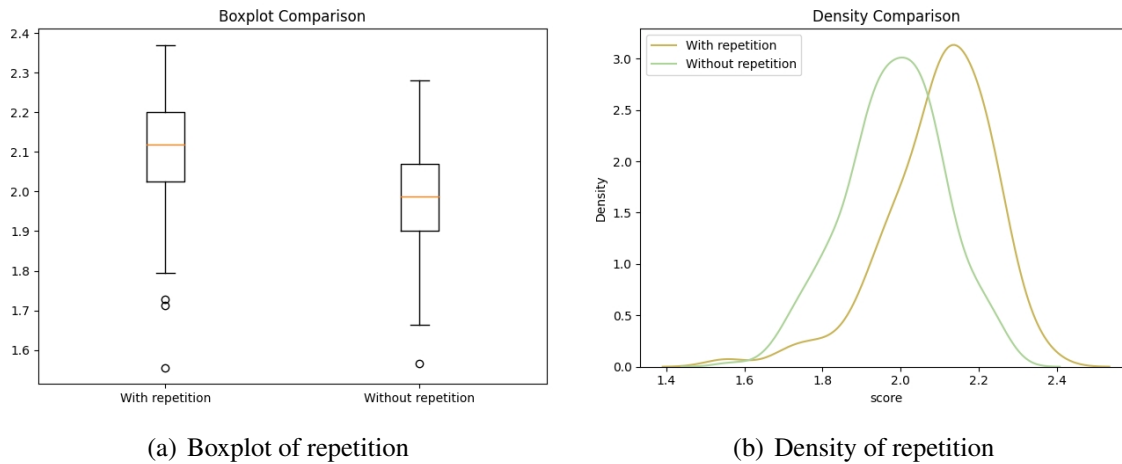 Boxplot Comparison
2.4
2.3
2.2
2.1
2.0
1.9
1.8
1.7
1.6
With repetition
Without repetition
(a) Boxplot of repetition
Density Comparison
With repetition
Without repetition
Density
3.0
2.5
2.0
1.5
1.0
0.5
0.0
1.4
1.6
1.8
2.0
2.2
2.4
score
(b) Density of repetition